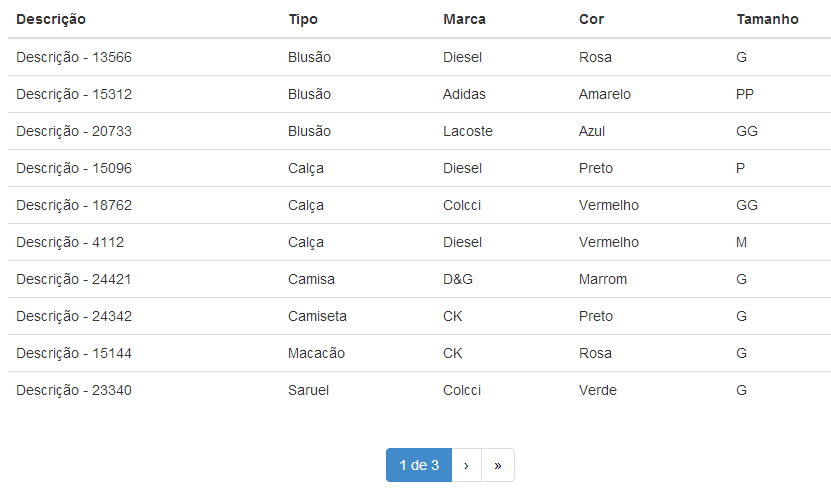 Descrição Tipo Marca Cor Tamanho
Descrição - 13566 Blusão Diesel Rosa G
Descrição - 15312 Blusão Adidas Amarelo PP
Descrição - 20733 Blusão Lacoste Azul GG
Descrição - 15096 Calça Diesel Preto P
Descrição - 18762 Calça Colcci Vermelho GG
Descrição - 4112 Calça Diesel Vermelho M
Descrição - 24421 Camisa D&G Marrom G
Descrição - 24342 Camiseta CK Preto G
Descrição - 15144 Macacão CK Rosa G
Descrição - 23340 Saruel Colcci Verde G
1 de 3 › »